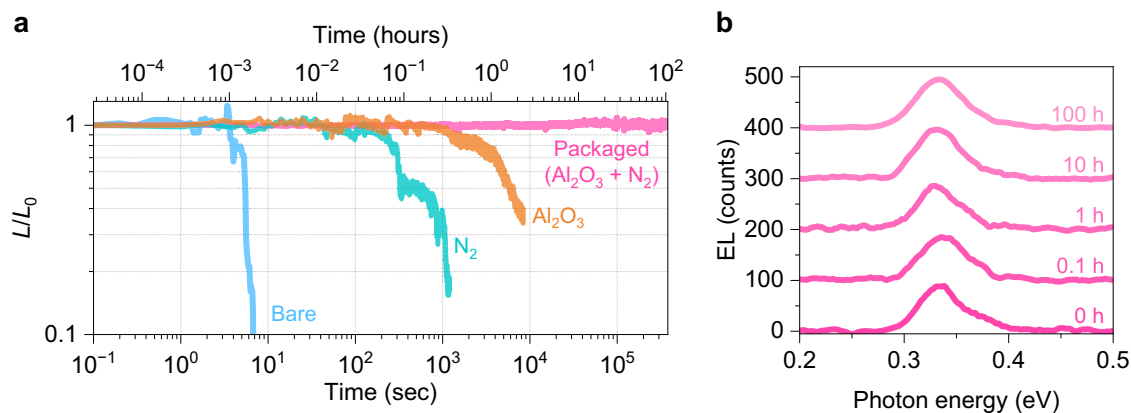 a
Time (hours)
10⁻⁴ 10⁻³ 10⁻² 10⁻¹ 10⁰ 10¹ 10²
1
0.1
L/L₀
Packaged
(Al₂O₃ + N₂)
Al₂O₃
N₂
Bare
10⁻¹ 10⁰ 10¹ 10² 10³ 10⁴ 10⁵
Time (sec)
b
500
400
300
200
100
0
EL (counts)
100 h
10 h
1 h
0.1 h
0 h
0.2 0.3 0.4 0.5
Photon energy (eV)